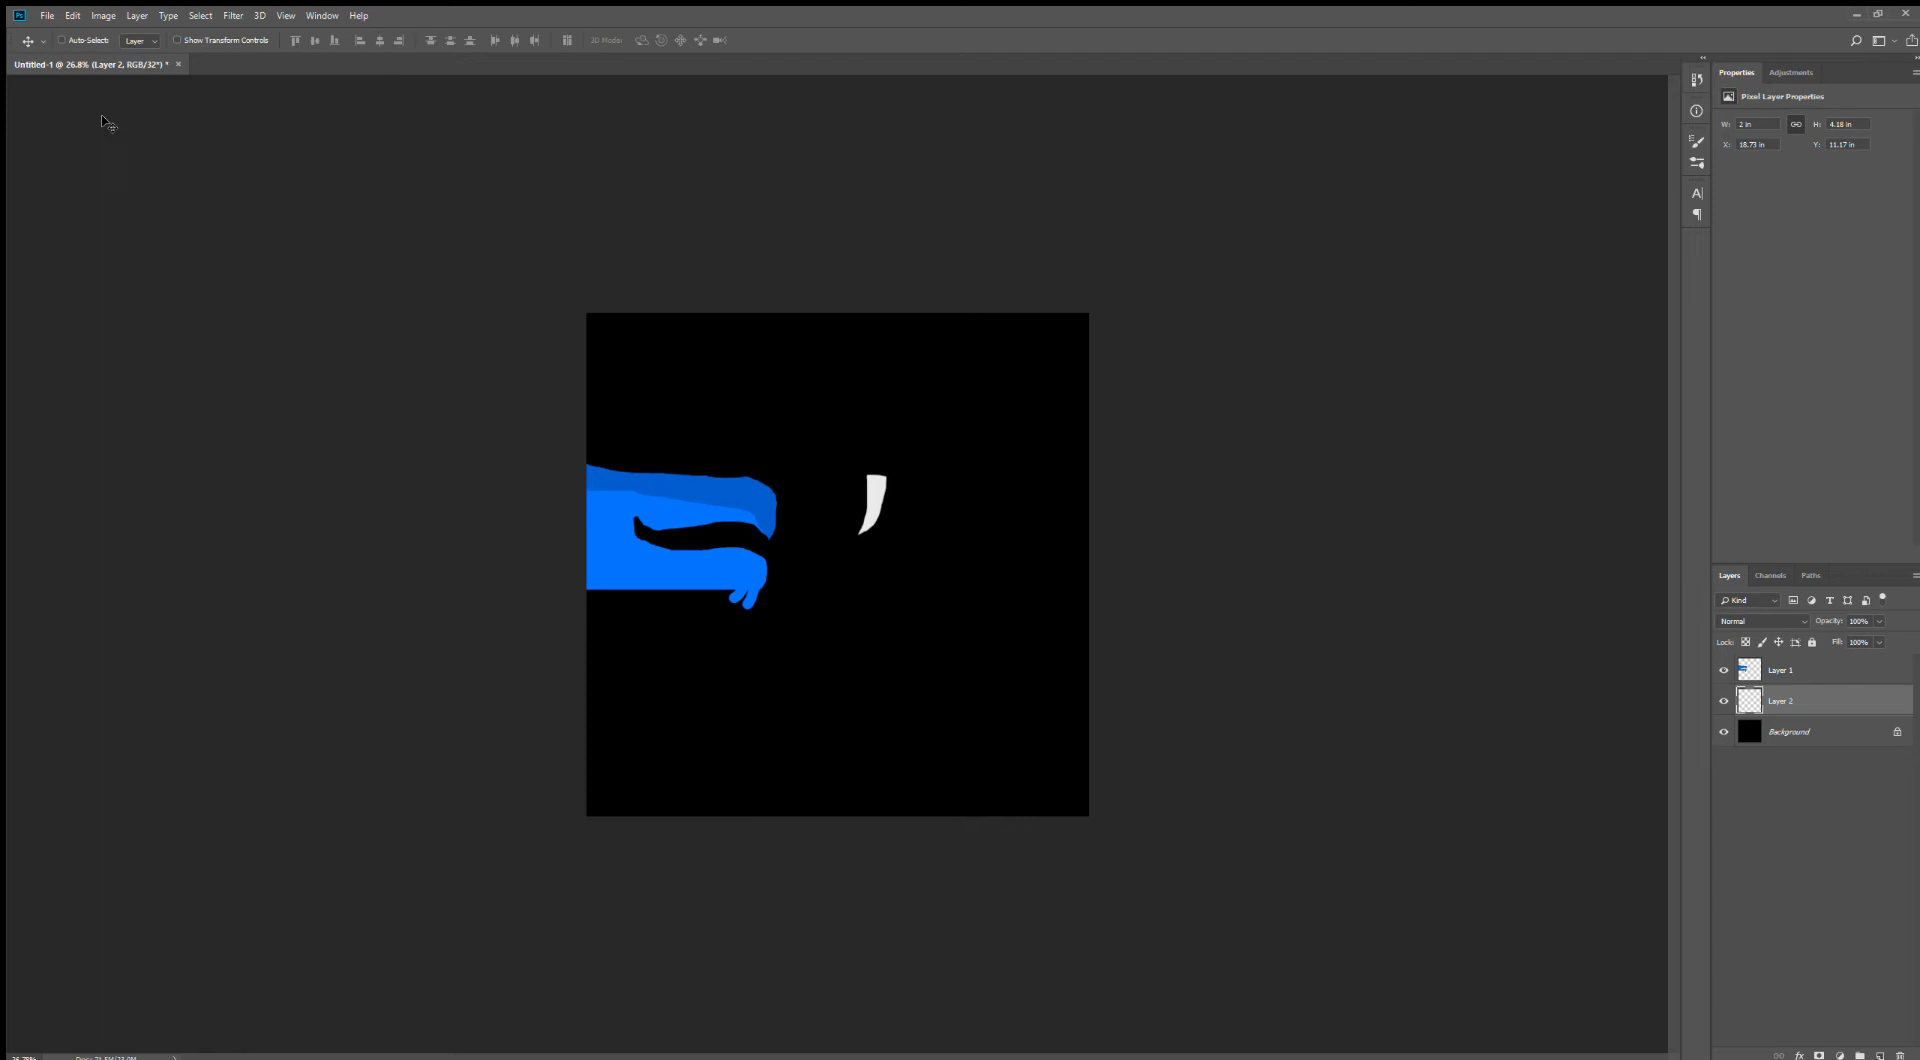 Ps File Edit Image Layer Type Select Filter 3D View Window Help
Auto-Select: Layer Show Transform Controls 3D Mode:
Untitled-1 @ 26.8% (Layer 2, RGB/32*) * ×
Properties Adjustments
Pixel Layer Properties
W: 2 in H: 4.18 in
X: 18.73 in Y: 11.17 in
Layers Channels Paths
Kind
Normal Opacity: 100%
Lock: Fill: 100%
Layer 1
Layer 2
Background
fx